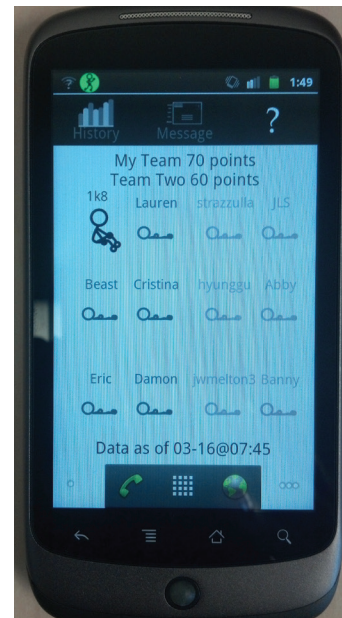 1:49
History Message ?
My Team 70 points
Team Two 60 points
1k8 Lauren strazzulla JLS
Beast Cristina hyunggu Abby
Eric Damon jwmelton3 Banny
Data as of 03-16@07:45